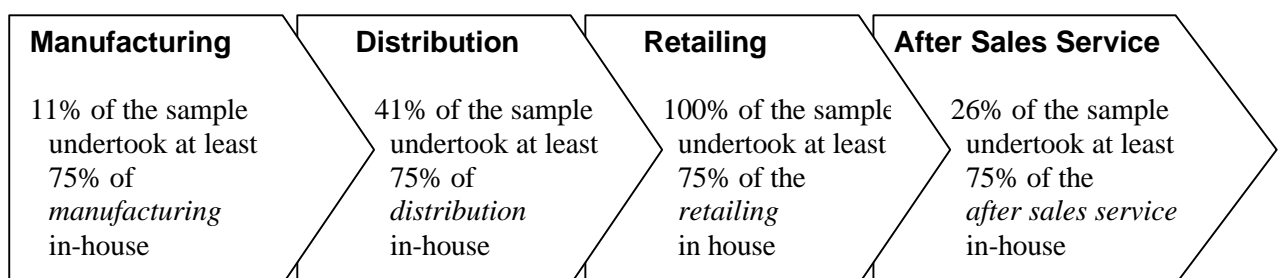 Manufacturing
11% of the sample
undertook at least
75% of
manufacturing
in-house
Distribution
41% of the sample
undertook at least
75% of
distribution
in-house
Retailing
100% of the sample
undertook at least
75% of the
retailing
in house
After Sales Service
26% of the sample
undertook at least
75% of the
after sales service
in-house